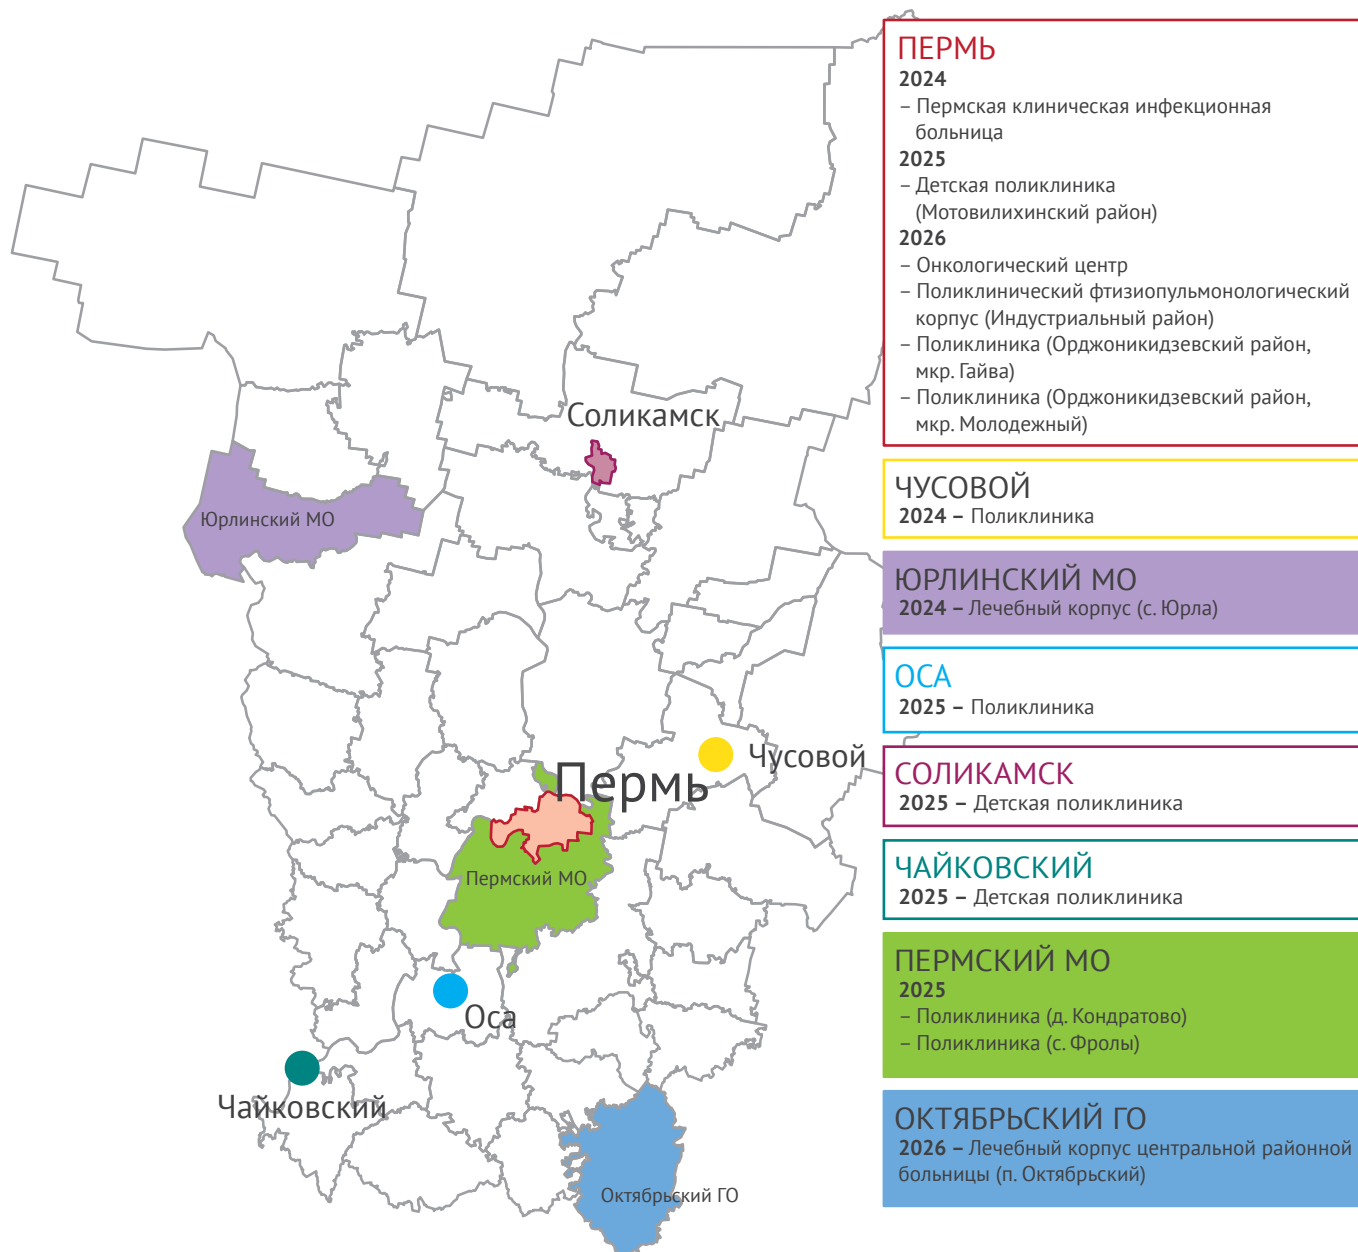 Соликамск
Юрлинский МО
Чусовой
Пермь
Пермский МО
Оса
Чайковский
Октябрьский ГО
ПЕРМЬ
2024
– Пермская клиническая инфекционная
больница
2025
– Детская поликлиника
(Мотовилихинский район)
2026
– Онкологический центр
– Поликлинический фтизиопульмонологический
корпус (Индустриальный район)
– Поликлиника (Орджоникидзевский район,
мкр. Гайва)
– Поликлиника (Орджоникидзевский район,
мкр. Молодежный)
ЧУСОВОЙ
2024 – Поликлиника
ЮРЛИНСКИЙ МО
2024 – Лечебный корпус (с. Юрла)
ОСА
2025 – Поликлиника
СОЛИКАМСК
2025 – Детская поликлиника
ЧАЙКОВСКИЙ
2025 – Детская поликлиника
ПЕРМСКИЙ МО
2025
– Поликлиника (д. Кондратово)
– Поликлиника (с. Фролы)
ОКТЯБРЬСКИЙ ГО
2026 – Лечебный корпус центральной районной
больницы (п. Октябрьский)